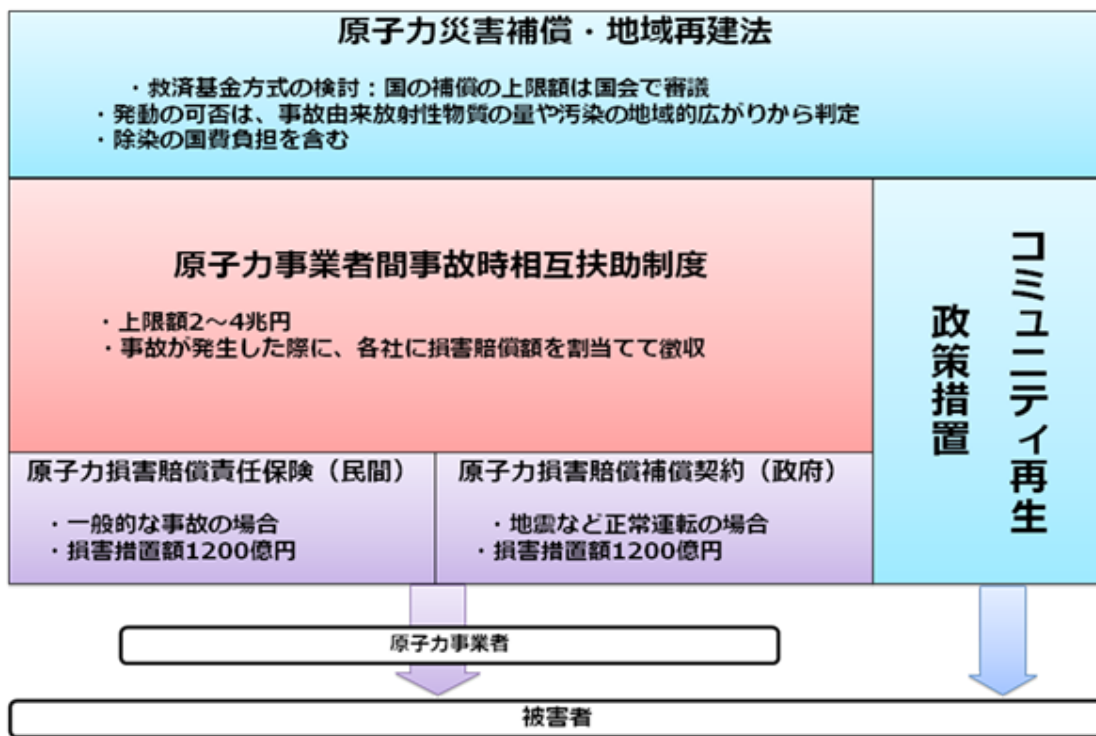 原子力災害補償・地域再建法
・救済基金方式の検討：国の補償の上限額は国会で審議
・発動の可否は、事故由来放射性物質の量や汚染の地域的広がりから判定
・除染の国費負担を含む
原子力事業者間事故時相互扶助制度
・上限額2～4兆円
・事故が発生した際に、各社に損害賠償額を割当てて徴収
コミュニティ再生
政策措置
原子力損害賠償責任保険（民間）
・一般的な事故の場合
・損害措置額1200億円
原子力損害賠償補償契約（政府）
・地震など正常運転の場合
・損害措置額1200億円
原子力事業者
被害者